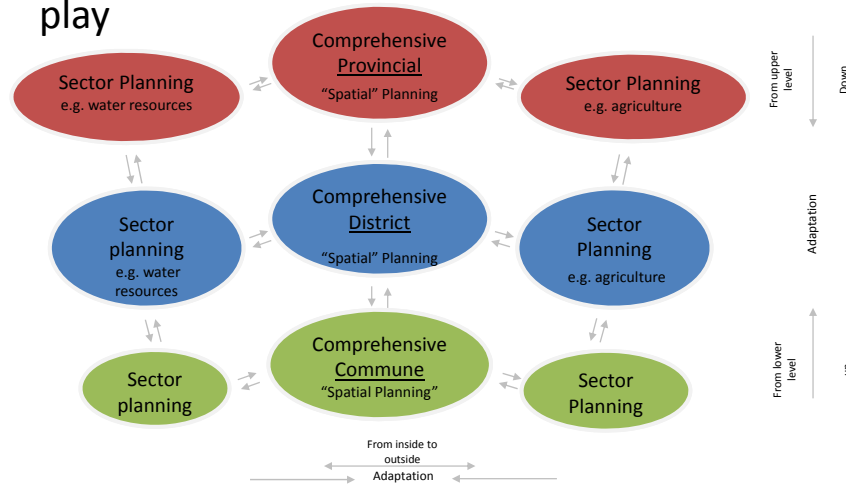 play
Comprehensive
Provincial
"Spatial" Planning
Sector Planning
e.g. water resources
Sector Planning
e.g. agriculture
From upper
level
Down
Comprehensive
District
"Spatial" Planning
Sector
planning
e.g. water
resources
Sector
Planning
e.g. agriculture
Adaptation
Comprehensive
Commune
"Spatial Planning"
Sector
planning
Sector
Planning
From lower
level
From inside to
outside
Adaptation